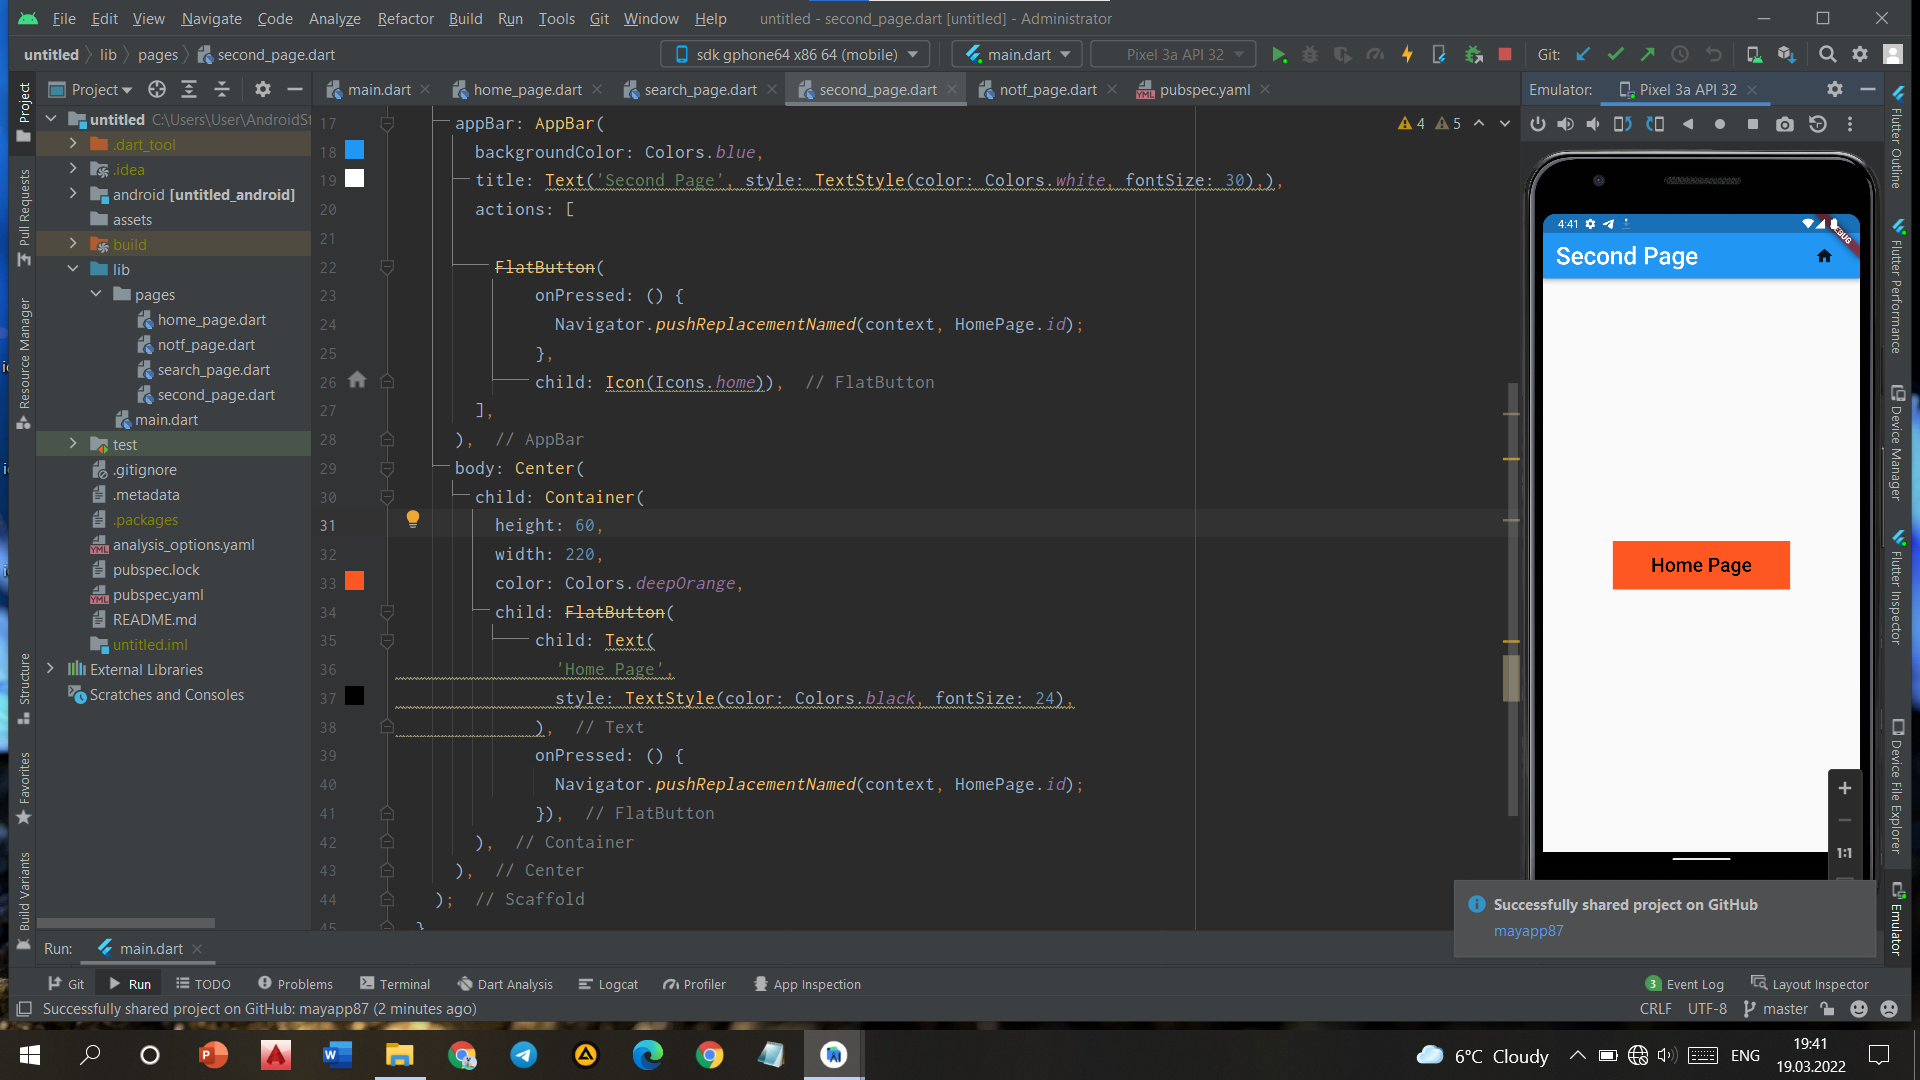 File Edit View Navigate Code Analyze Refactor Build Run Tools Git Window Help untitled - second_page.dart [untitled] - Administrator
untitled lib pages second_page.dart sdk gphone64 x86 64 (mobile) main.dart Pixel 3a API 32 Git:
Project main.dart home_page.dart search_page.dart second_page.dart notf_page.dart pubspec.yaml Emulator: Pixel 3a API 32
Project
Pull Requests
Resource Manager
Structure
Favorites
Build Variants
untitled C:\Users\User\AndroidSt
.dart_tool
.idea
android [untitled_android]
assets
build
lib
pages
home_page.dart
notf_page.dart
search_page.dart
second_page.dart
main.dart
test
.gitignore
.metadata
.packages
analysis_options.yaml
pubspec.lock
pubspec.yaml
README.md
untitled.iml
External Libraries
Scratches and Consoles
4 5
17 appBar: AppBar(
18 backgroundColor: Colors.blue,
19 title: Text('Second Page', style: TextStyle(color: Colors.white, fontSize: 30),),
20 actions: [
21
22 FlatButton(
23 onPressed: () {
24 Navigator.pushReplacementNamed(context, HomePage.id);
25 },
26 child: Icon(Icons.home)), // FlatButton
27 ],
28 ), // AppBar
29 body: Center(
30 child: Container(
31 height: 60,
32 width: 220,
33 color: Colors.deepOrange,
34 child: FlatButton(
35 child: Text(
36 'Home Page',
37 style: TextStyle(color: Colors.black, fontSize: 24),
38 ), // Text
39 onPressed: () {
40 Navigator.pushReplacementNamed(context, HomePage.id);
41 }), // FlatButton
42 ), // Container
43 ), // Center
44 ); // Scaffold
45 }
4:41
Second Page
Home Page
1:1
Flutter Outline
Flutter Performance
Device Manager
Flutter Inspector
Device File Explorer
Emulator
Successfully shared project on GitHub
mayapp87
Run: main.dart
Git Run TODO Problems Terminal Dart Analysis Logcat Profiler App Inspection 3 Event Log Layout Inspector
Successfully shared project on GitHub: mayapp87 (2 minutes ago) CRLF UTF-8 master
6°C Cloudy ENG 19:41
19.03.2022